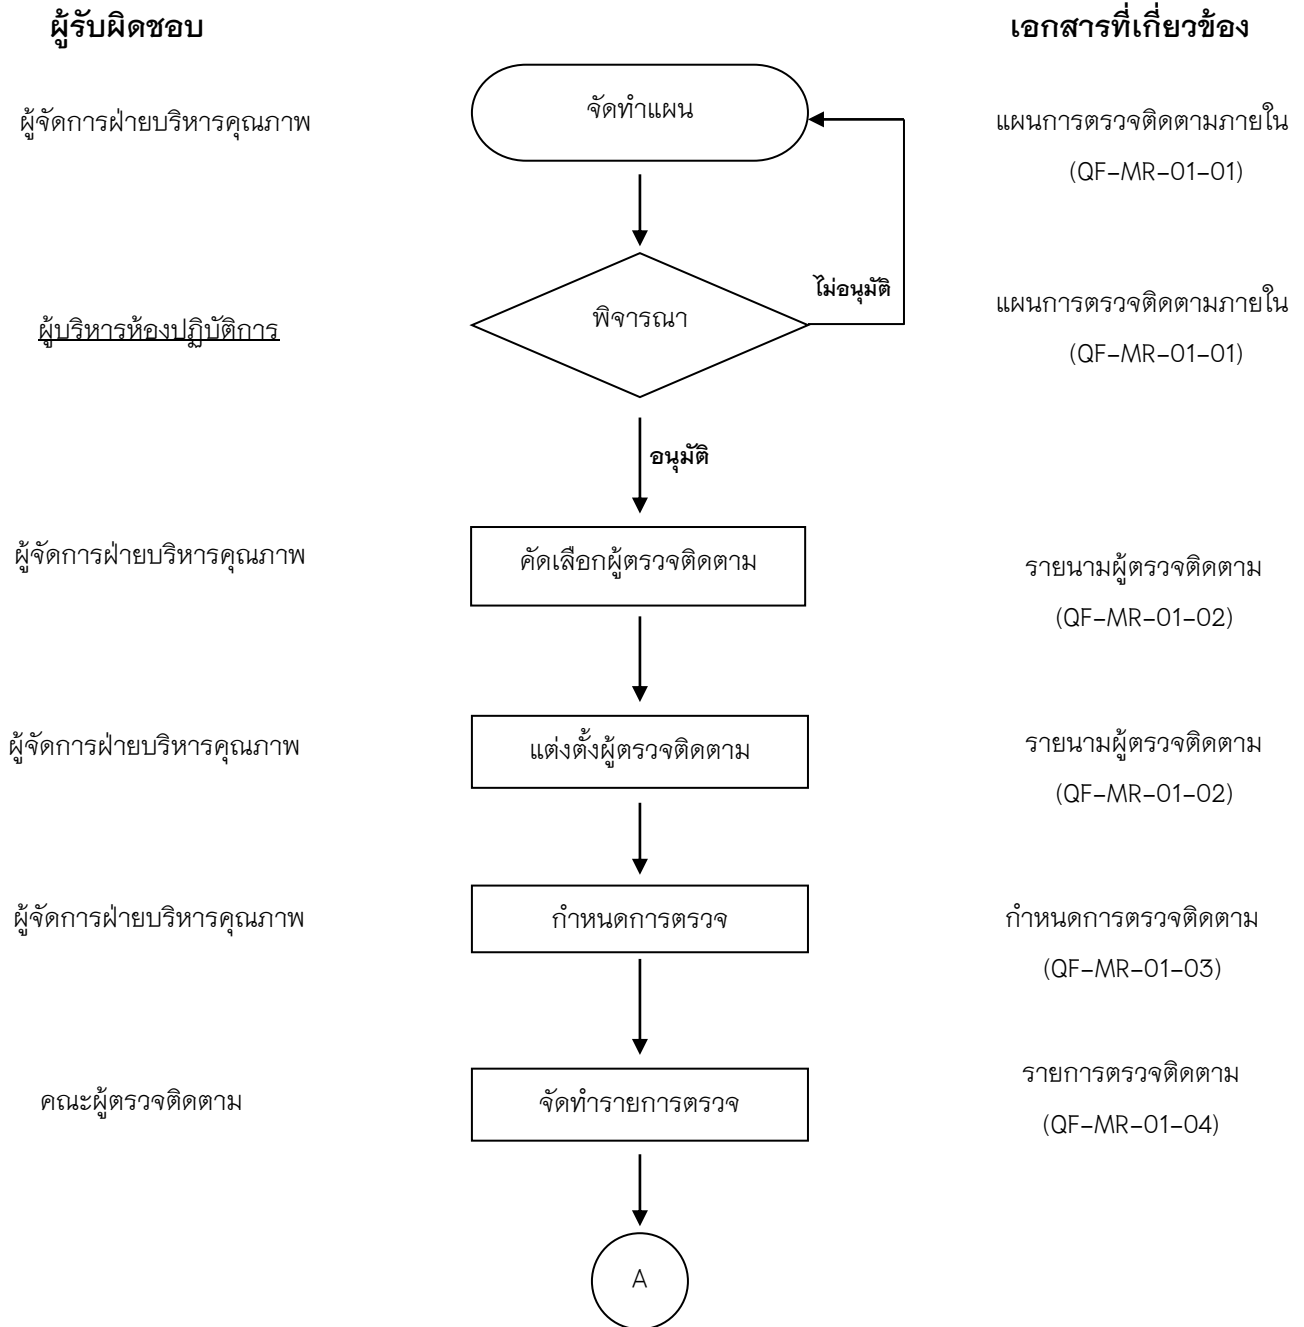 ผู้รับผิดชอบ
เอกสารที่เกี่ยวข้อง
ผู้จัดการฝ่ายบริหารคุณภาพ
จัดทำแผน
แผนการตรวจติดตามภายใน
(QF-MR-01-01)
ผู้บริหารห้องปฏิบัติการ
พิจารณา
ไม่อนุมัติ
แผนการตรวจติดตามภายใน
(QF-MR-01-01)
อนุมัติ
ผู้จัดการฝ่ายบริหารคุณภาพ
คัดเลือกผู้ตรวจติดตาม
รายนามผู้ตรวจติดตาม
(QF-MR-01-02)
ผู้จัดการฝ่ายบริหารคุณภาพ
แต่งตั้งผู้ตรวจติดตาม
รายนามผู้ตรวจติดตาม
(QF-MR-01-02)
ผู้จัดการฝ่ายบริหารคุณภาพ
กำหนดการตรวจ
กำหนดการตรวจติดตาม
(QF-MR-01-03)
คณะผู้ตรวจติดตาม
จัดทำรายการตรวจ
รายการตรวจติดตาม
(QF-MR-01-04)
A